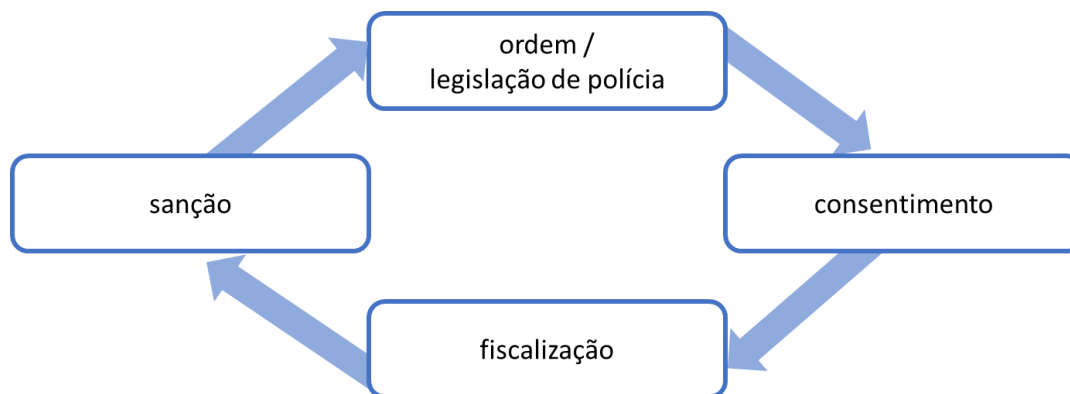 ordem /
legislação de polícia
sanção
consentimento
fiscalização